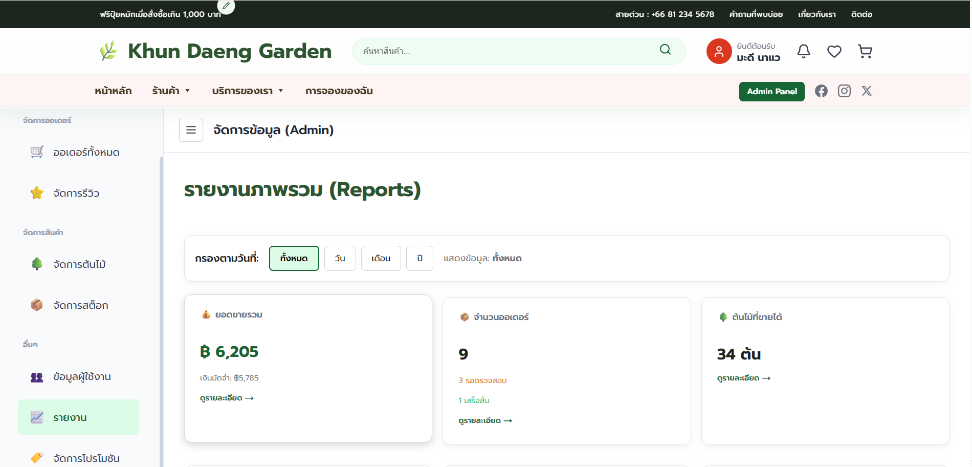 ฟรีปุ๋ยหมักเมื่อสั่งซื้อเกิน 1,000 บาท
สายด่วน : +66 81 234 5678 คำถามที่พบบ่อย เกี่ยวกับเรา ติดต่อ
Khun Daeng Garden
ค้นหาสินค้า...
ยินดีต้อนรับ
มะดี นาแว
หน้าหลัก ร้านค้า บริการของเรา การจองของฉัน
Admin Panel
จัดการออเดอร์
ออเดอร์ทั้งหมด
จัดการรีวิว
จัดการสินค้า
จัดการต้นไม้
จัดการสต็อก
อื่นๆ
ข้อมูลผู้ใช้งาน
รายงาน
จัดการโปรโมชัน
จัดการข้อมูล (Admin)
รายงานภาพรวม (Reports)
กรองตามวันที่: ทั้งหมด วัน เดือน ปี แสดงข้อมูล: ทั้งหมด
ยอดขายรวม
฿ 6,205
เงินมัดจำ: ฿5,785
ดูรายละเอียด →
จำนวนออเดอร์
9
3 รอตรวจสอบ
1 เสร็จสิ้น
ดูรายละเอียด →
ต้นไม้ที่ขายได้
34 ต้น
ดูรายละเอียด →